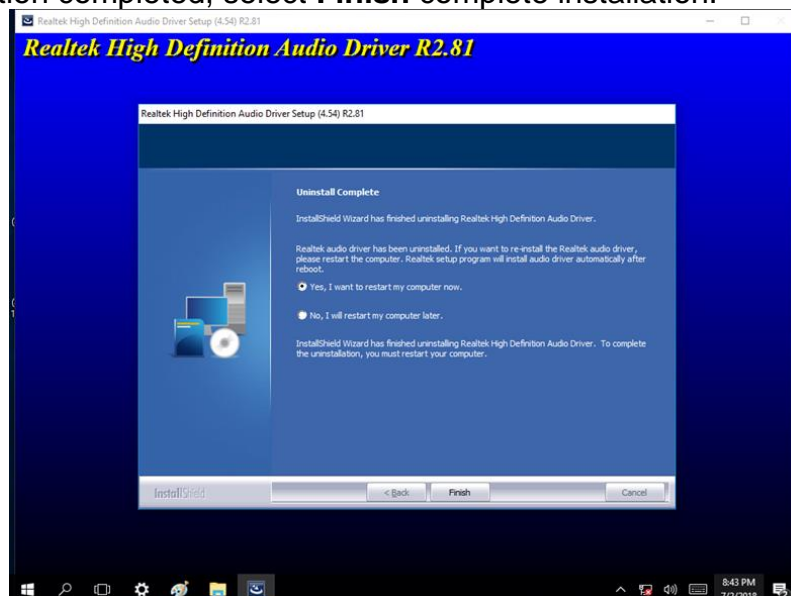 tion completed, select Finish complete installation.
Realtek High Definition Audio Driver Setup (4.54) R2.81
Realtek High Definition Audio Driver R2.81
Realtek High Definition Audio Driver Setup (4.54) R2.81
Uninstall Complete
InstallShield Wizard has finished uninstalling Realtek High Definition Audio Driver.
Realtek audio driver has been uninstalled. If you want to re-install the Realtek audio driver,
please restart the computer. Realtek setup program will install audio driver automatically after
reboot.
Yes, I want to restart my computer now.
No, I will restart my computer later.
InstallShield Wizard has finished uninstalling Realtek High Definition Audio Driver. To complete
the uninstallation, you must restart your computer.
InstallShield
< Back
Finish
Cancel
8:43 PM
7/2/2018